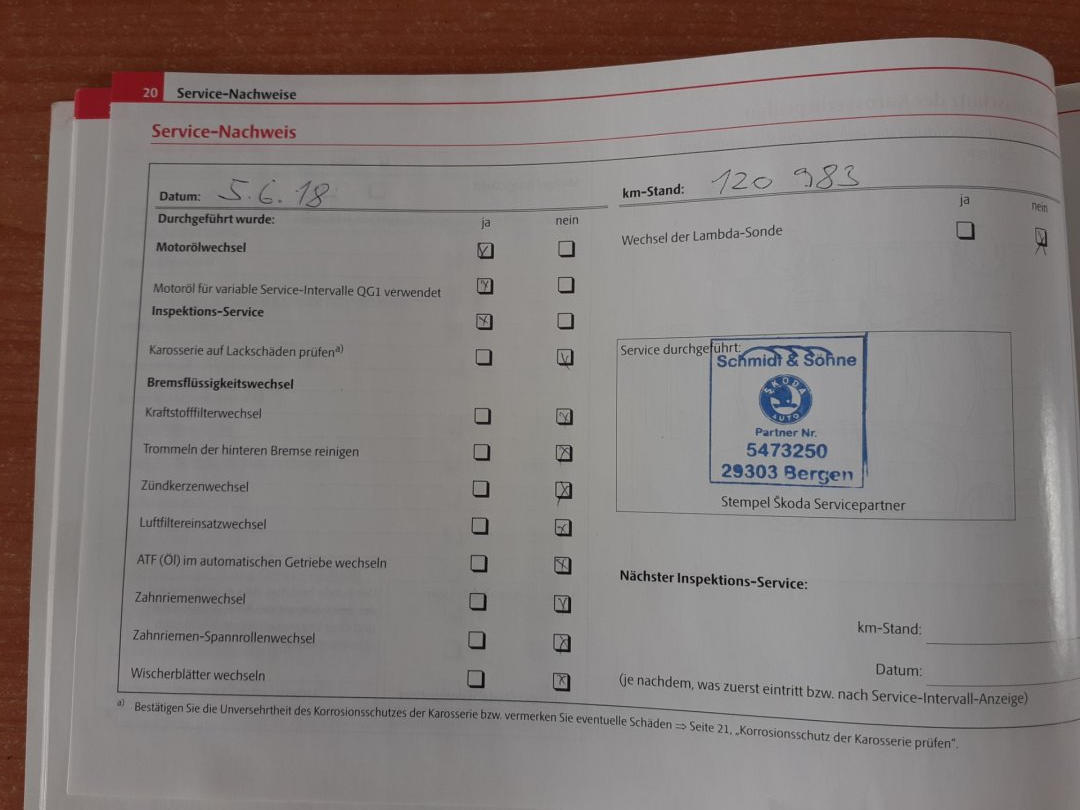 20 Service-Nachweise
Service-Nachweis
Datum: 5.6.18
km-Stand: 120 983
Durchgeführt wurde: ja nein
Motorölwechsel
Motoröl für variable Service-Intervalle QG1 verwendet
Inspektions-Service
Karosserie auf Lackschäden prüfen a)
Bremsflüssigkeitswechsel
Kraftstofffilterwechsel
Trommeln der hinteren Bremse reinigen
Zündkerzenwechsel
Luftfiltereinsatzwechsel
ATF (Öl) im automatischen Getriebe wechseln
Zahnriemenwechsel
Zahnriemen-Spannrollenwechsel
Wischerblätter wechseln
ja nein
Wechsel der Lambda-Sonde
Service durchgeführt:
Schmidt & Söhne
ŠKODA
AUTO
Partner Nr.
5473250
29303 Bergen
Stempel Škoda Servicepartner
Nächster Inspektions-Service:
km-Stand:
Datum:
(je nachdem, was zuerst eintritt bzw. nach Service-Intervall-Anzeige)
a) Bestätigen Sie die Unversehrtheit des Korrosionsschutzes der Karosserie bzw. vermerken Sie eventuelle Schäden ⇒ Seite 21, „Korrosionsschutz der Karosserie prüfen“.